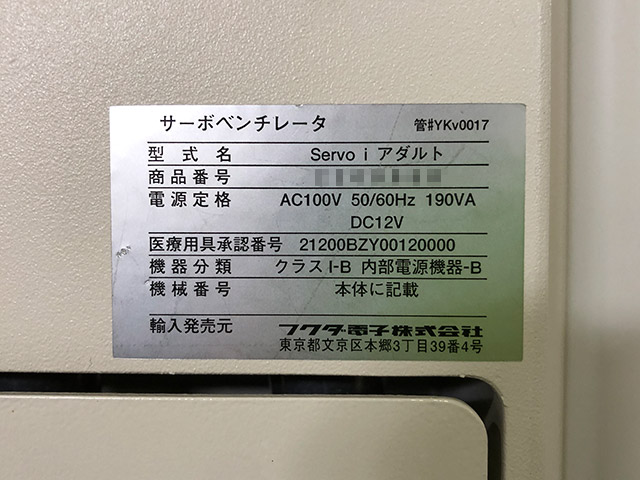 サーボベンチレータ 管#YKv0017
型式名 Servo i アダルト
商品番号
電源定格 AC100V 50/60Hz 190VA
DC12V
医療用具承認番号 21200BZY00120000
機器分類 クラスI-B 内部電源機器-B
機械番号 本体に記載
輸入発売元 フクダ電子株式会社
東京都文京区本郷3丁目39番4号